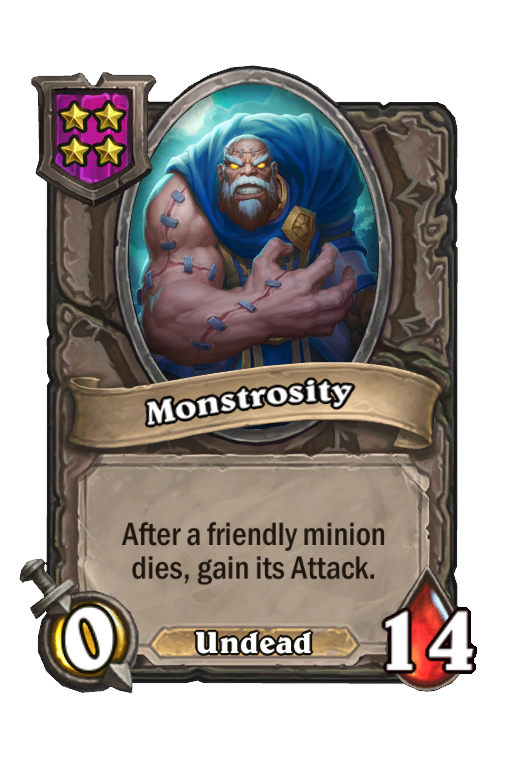 Monstrosity
After a friendly minion
dies, gain its Attack.
0
Undead
14